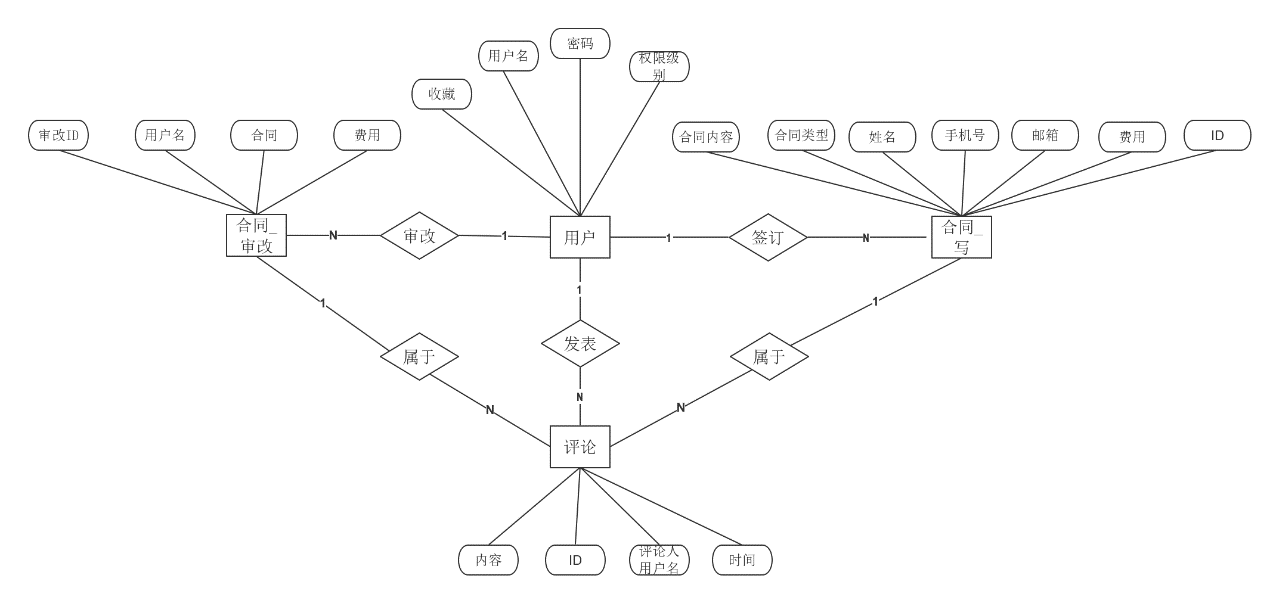 密码
用户名
权限级
别
收藏
审改ID
用户名
合同
费用
合同内容
合同类型
姓名
手机号
邮箱
费用
ID
合同_
审改
N
审改
1
用户
1
签订
N
合同_
写
1
1
1
属于
发表
属于
N
N
N
评论
内容
ID
评论人
用户名
时间